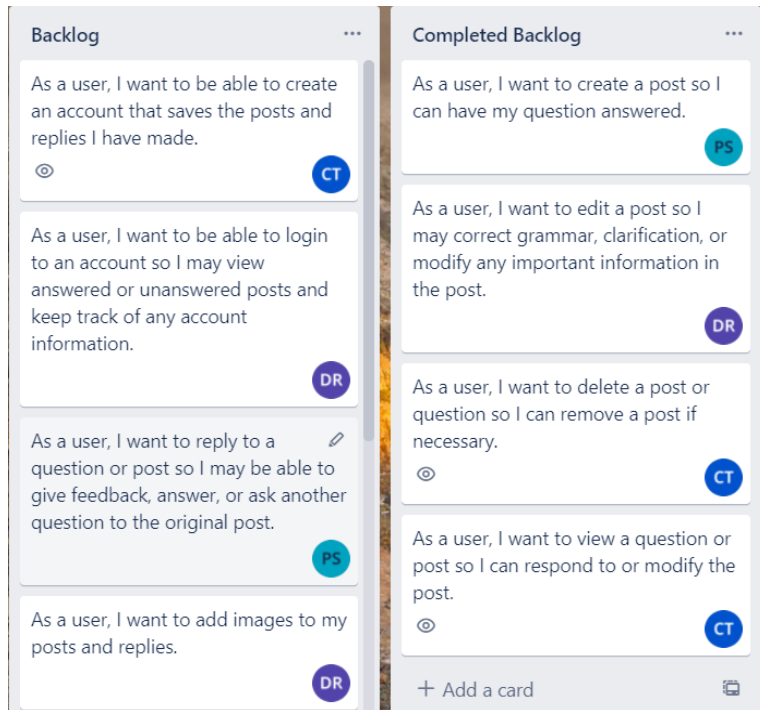 Backlog
As a user, I want to be able to create
an account that saves the posts and
replies I have made.
CT
As a user, I want to be able to login
to an account so I may view
answered or unanswered posts and
keep track of any account
information.
DR
As a user, I want to reply to a
question or post so I may be able to
give feedback, answer, or ask another
question to the original post.
PS
As a user, I want to add images to my
posts and replies.
DR
Completed Backlog
As a user, I want to create a post so I
can have my question answered.
PS
As a user, I want to edit a post so I
may correct grammar, clarification, or
modify any important information in
the post.
DR
As a user, I want to delete a post or
question so I can remove a post if
necessary.
CT
As a user, I want to view a question or
post so I can respond to or modify the
post.
CT
+ Add a card